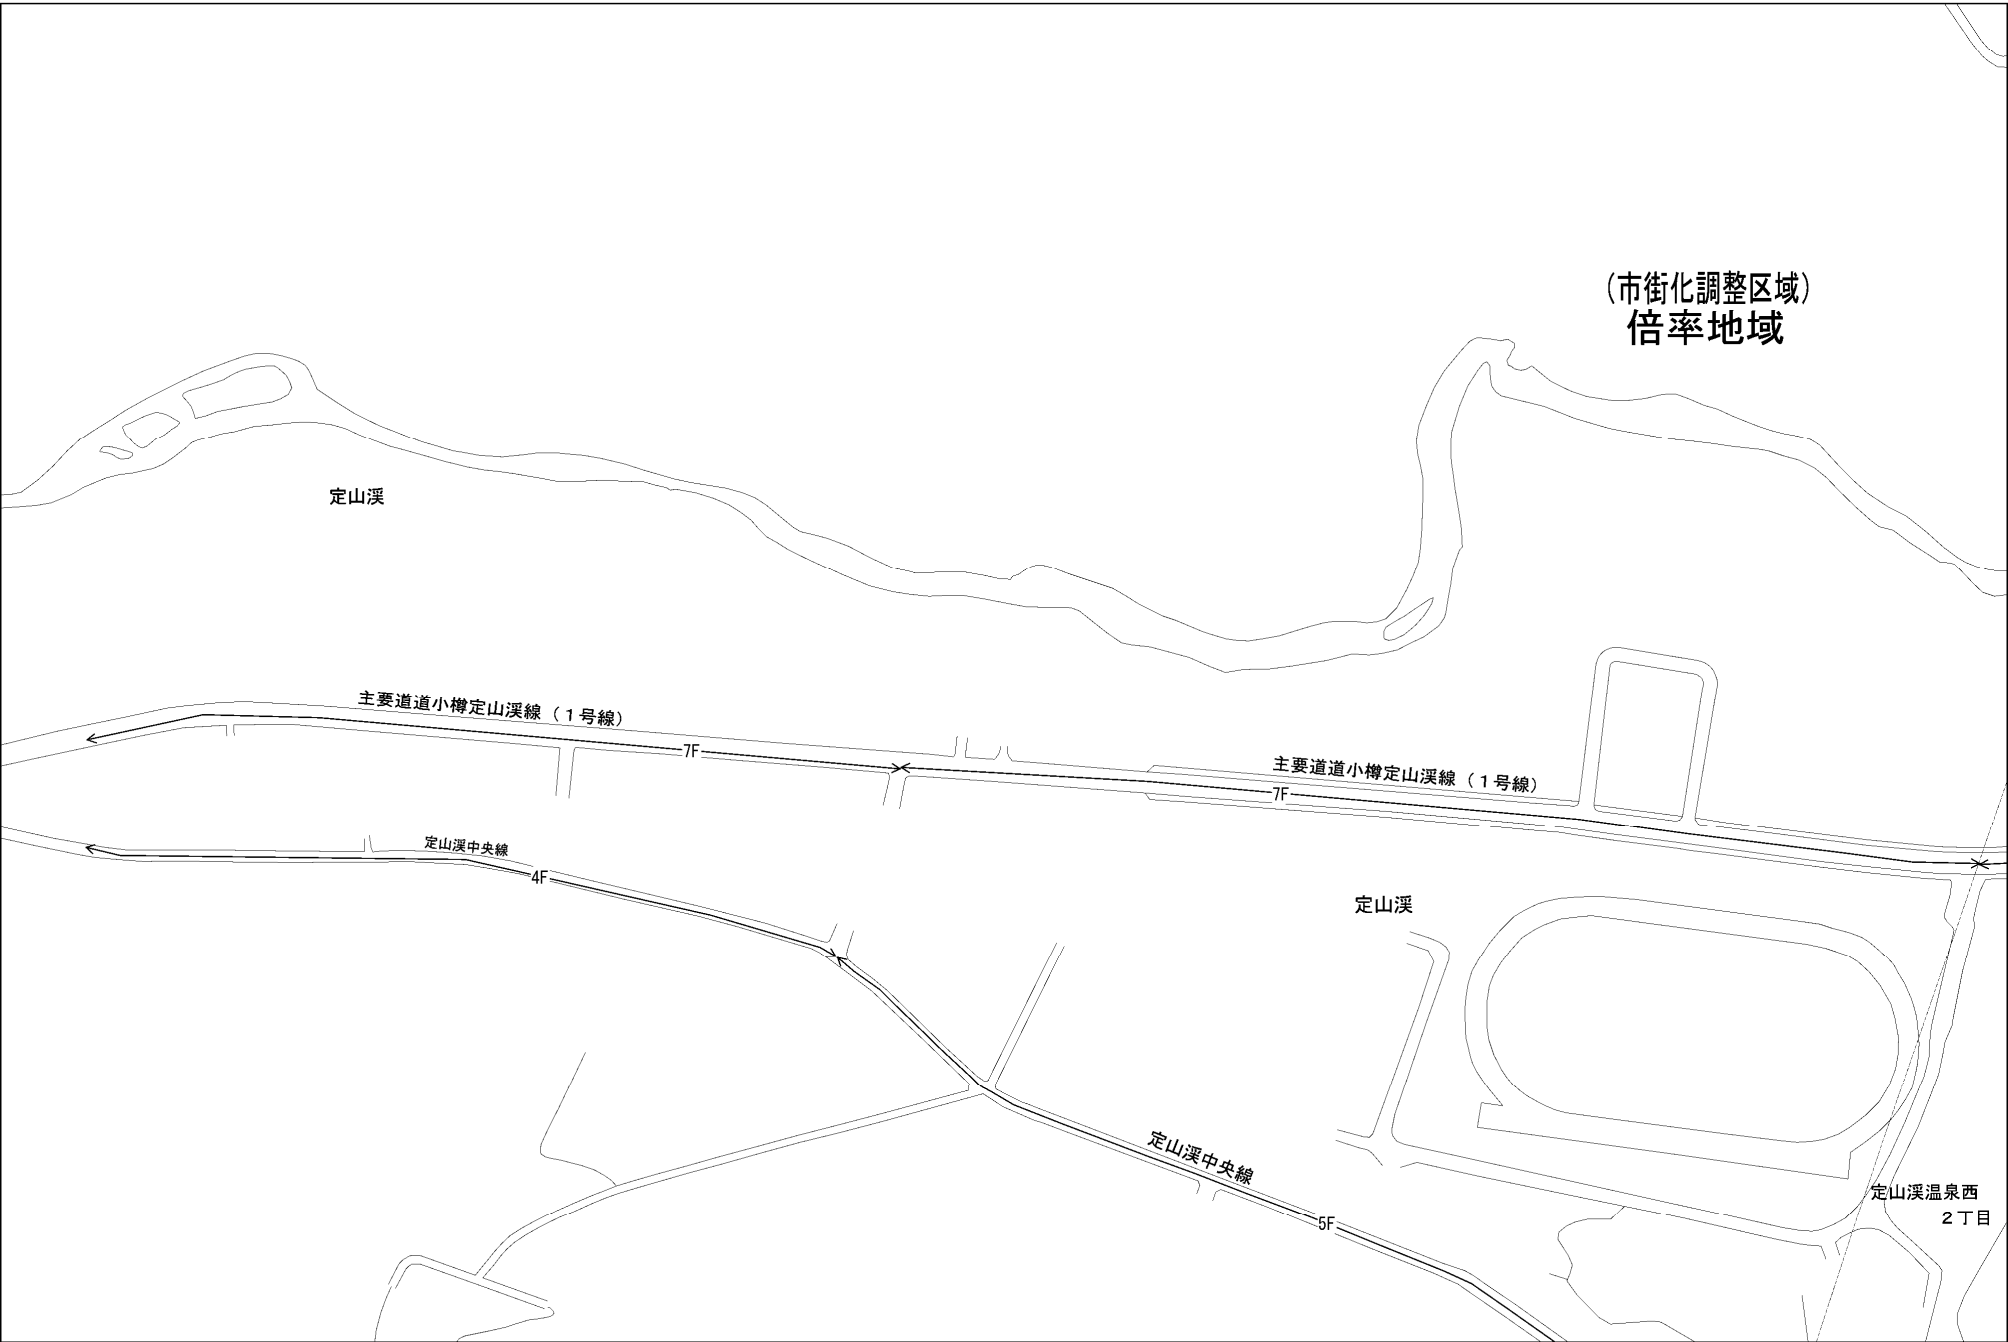 （市街化調整区域）
倍率地域
定山渓
主要道道小樽定山渓線（１号線）
7F
主要道道小樽定山渓線（１号線）
7F
定山渓中央線
4F
定山渓
定山渓中央線
5F
定山渓温泉西
２丁目